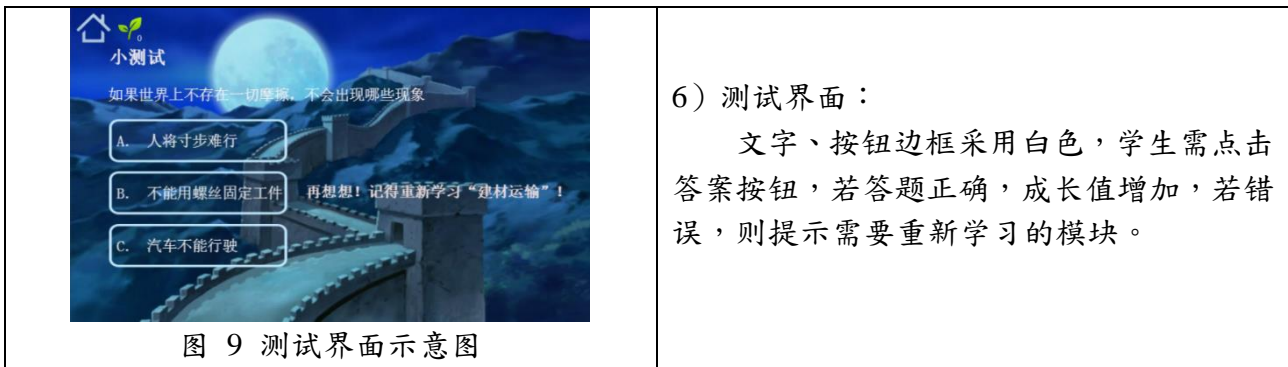 0
小测试
如果世界上不存在一切摩擦，不会出现哪些现象
A. 人将寸步难行
B. 不能用螺丝固定工件
再想想！记得重新学习“建材运输”！
C. 汽车不能行驶
图 9 测试界面示意图
6）测试界面：
文字、按钮边框采用白色，学生需点击
答案按钮，若答题正确，成长值增加，若错
误，则提示需要重新学习的模块。